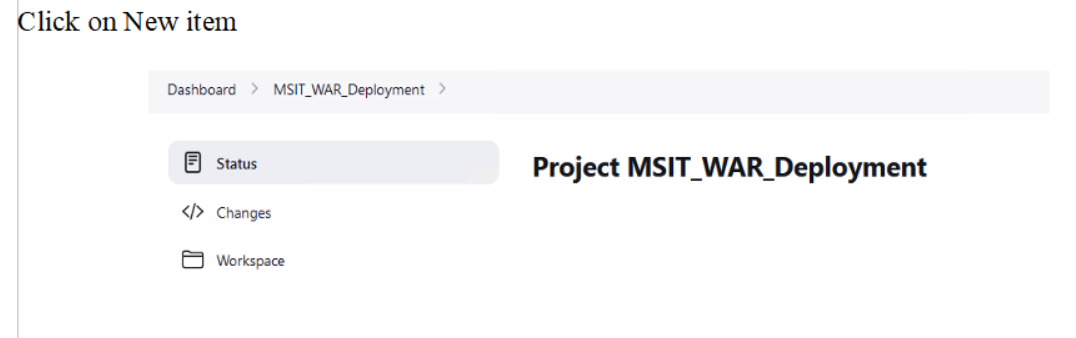 Click on New item
Dashboard > MSIT_WAR_Deployment >
Status
Project MSIT_WAR_Deployment
</> Changes
Workspace